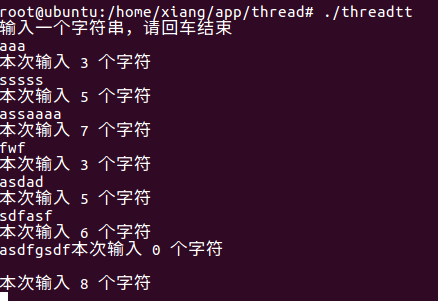 root@ubuntu:/home/xiang/app/thread# ./threadtt
输入一个字符串，请回车结束
aaa
本次输入 3 个字符
sssss
本次输入 5 个字符
assaaaa
本次输入 7 个字符
fwf
本次输入 3 个字符
asdad
本次输入 5 个字符
sdfasf
本次输入 6 个字符
asdfgsdf本次输入 0 个字符
本次输入 8 个字符